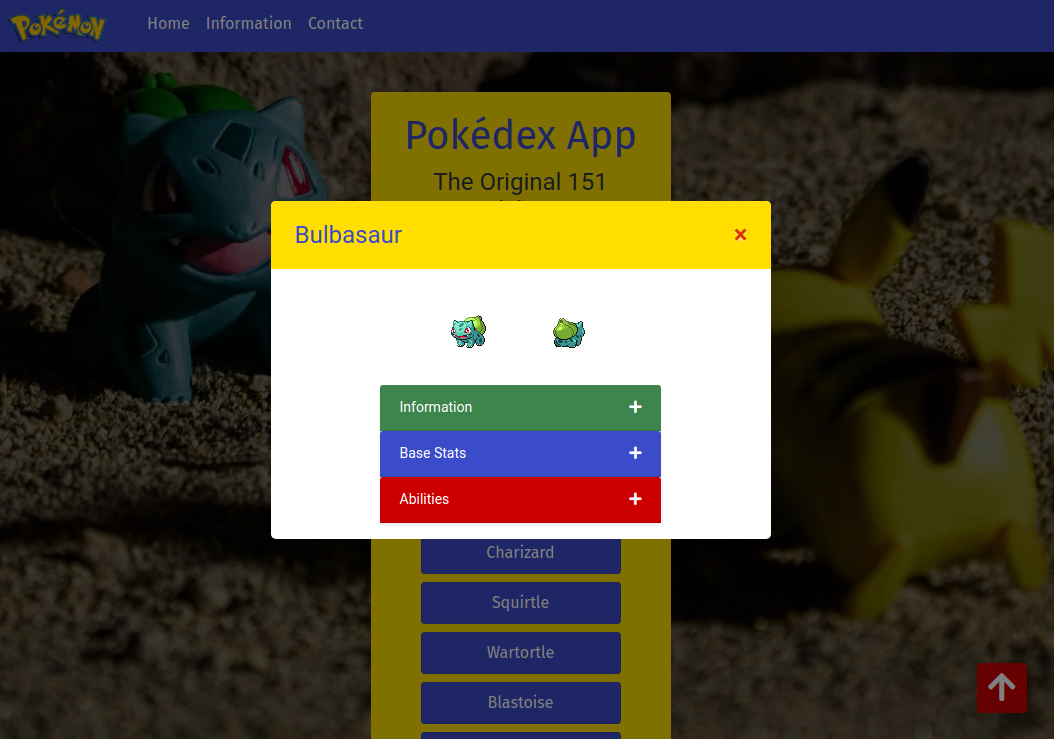 POKÉMON
Home Information Contact
Pokédex App
The Original 151
Bulbasaur
Information
Base Stats
Abilities
Charizard
Squirtle
Wartortle
Blastoise